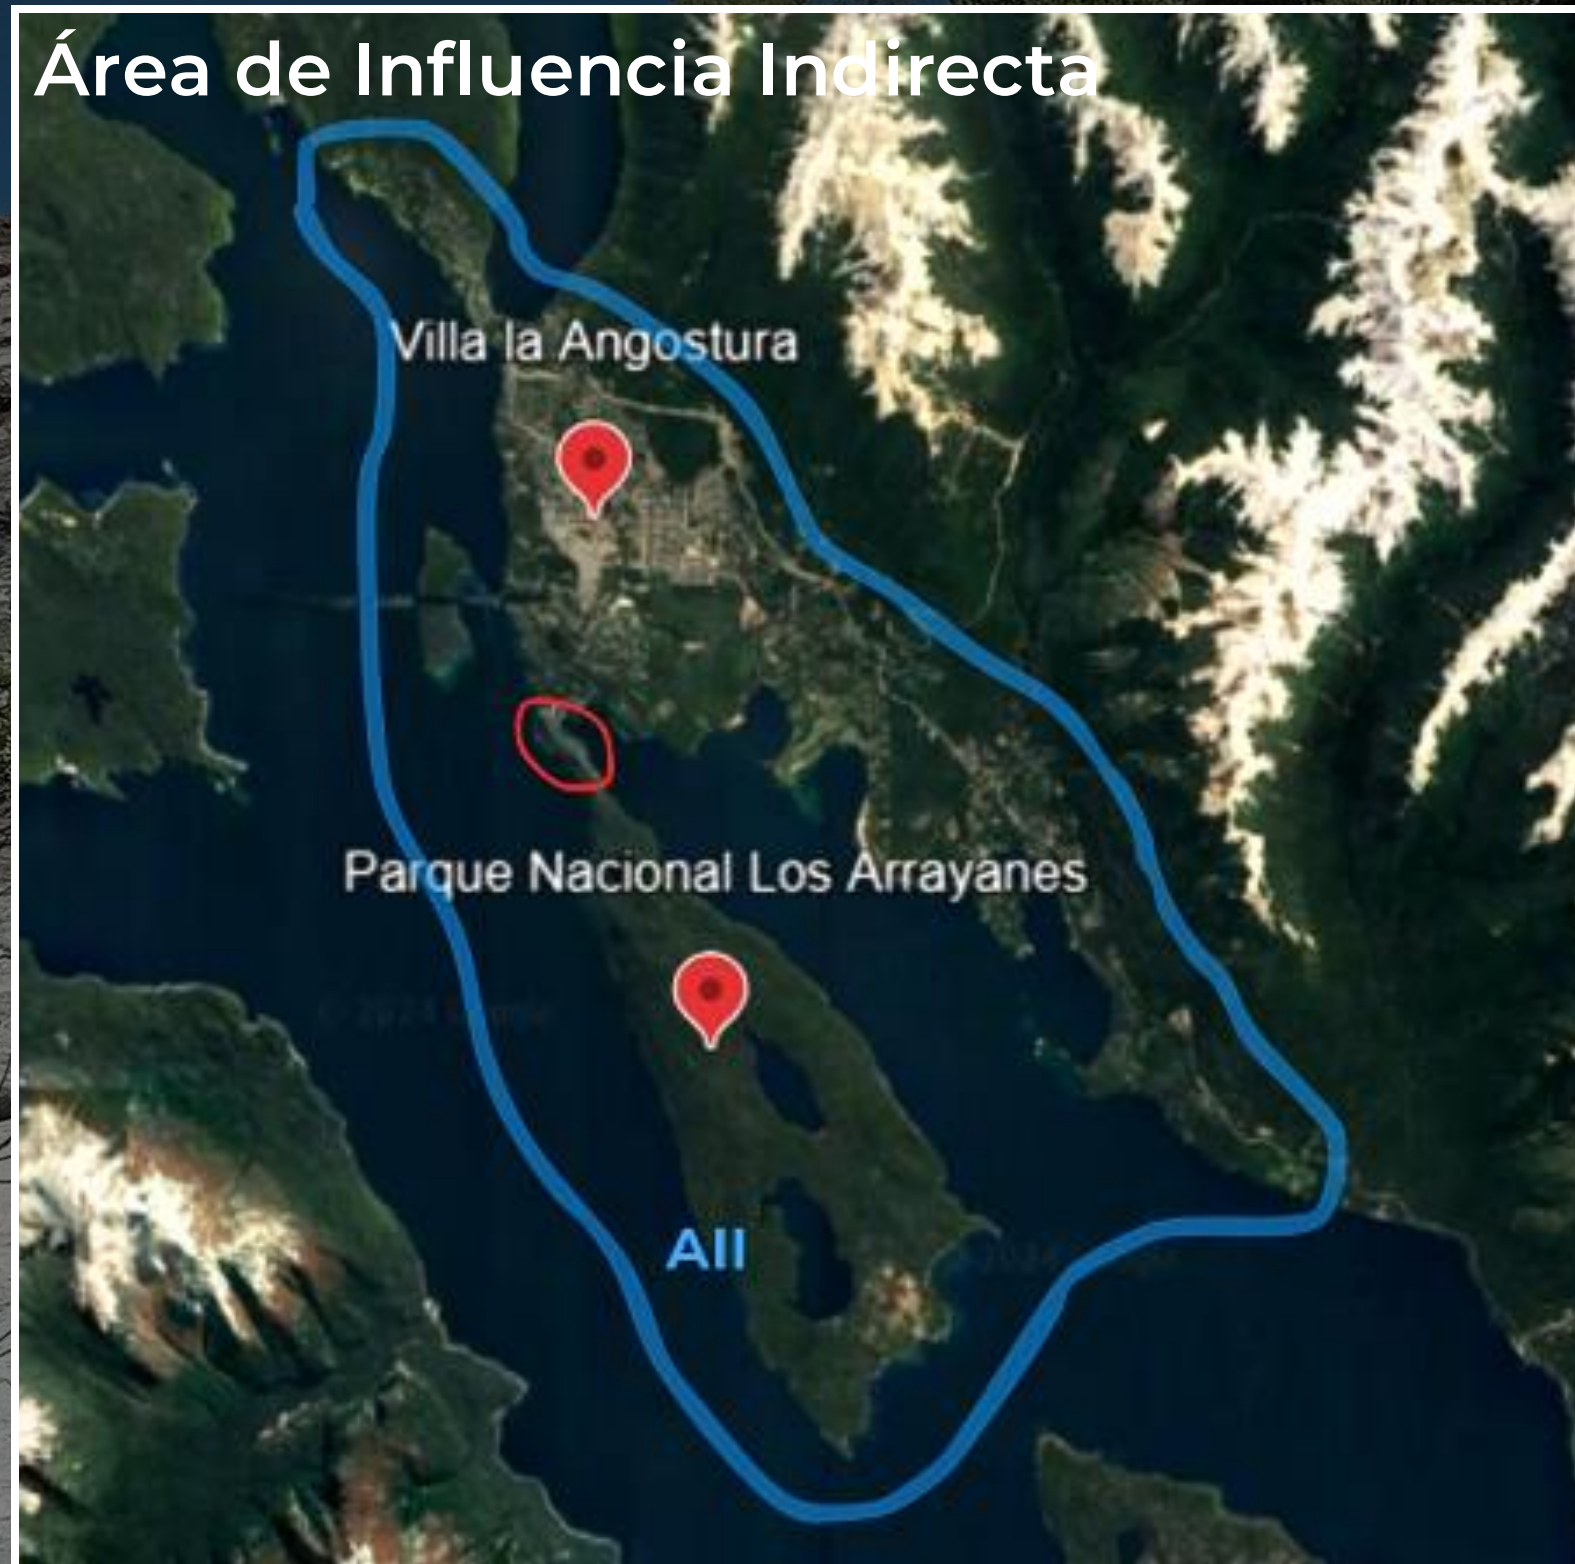 Área de Influencia Indirecta
Villa la Angostura
Parque Nacional Los Arrayanes
AII